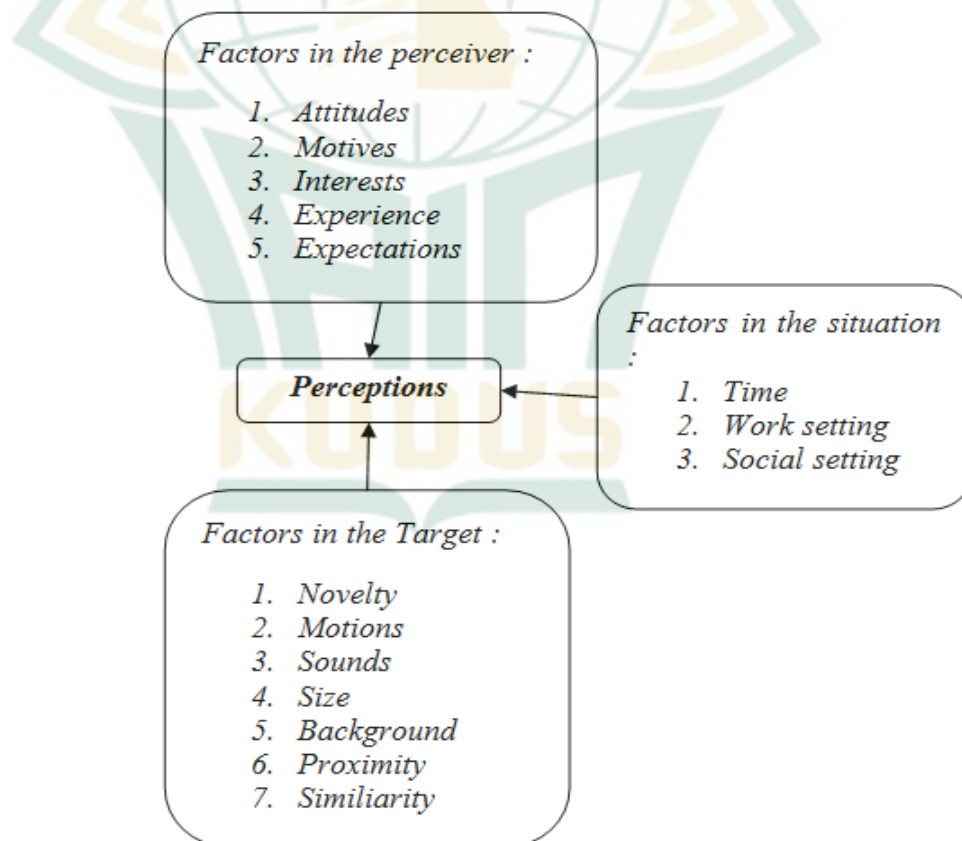 Factors in the perceiver :
1. Attitudes
2. Motives
3. Interests
4. Experience
5. Expectations
Factors in the situation
:
1. Time
2. Work setting
3. Social setting
Perceptions
KUDUS
Factors in the Target :
1. Novelty
2. Motions
3. Sounds
4. Size
5. Background
6. Proximity
7. Similiarity